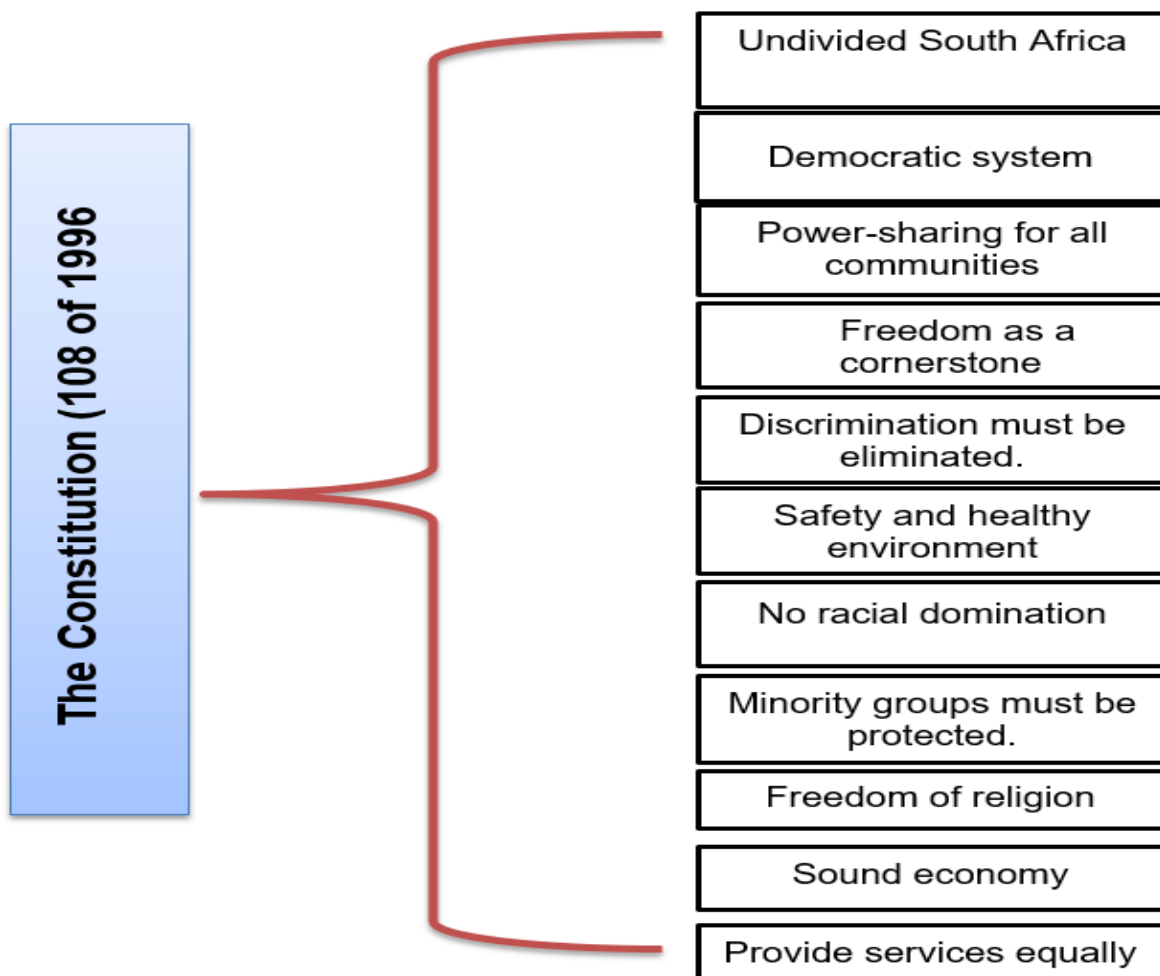 The Constitution (108 of 1996
Undivided South Africa
Democratic system
Power-sharing for all
communities
Freedom as a
cornerstone
Discrimination must be
eliminated.
Safety and healthy
environment
No racial domination
Minority groups must be
protected.
Freedom of religion
Sound economy
Provide services equally